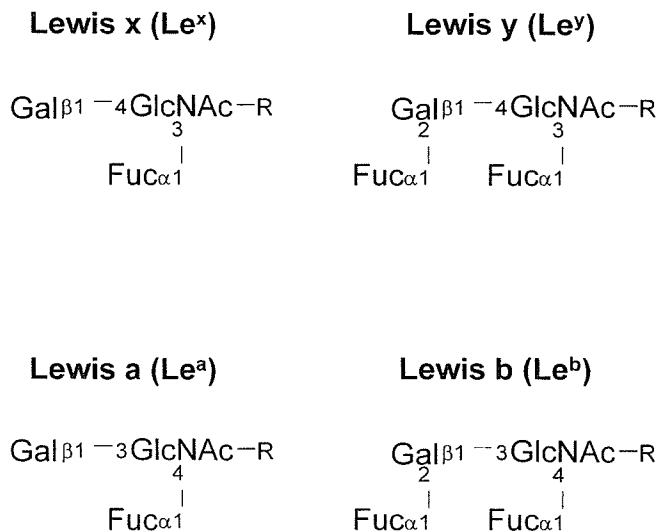 Lewis x (Leˣ) Lewis y (Leʸ)
Galβ1—4GlcNAc—R Galβ1—4GlcNAc—R
3 2 3
Fucα1 Fucα1 Fucα1
Lewis a (Leᵃ) Lewis b (Leᵇ)
Galβ1—3GlcNAc—R Galβ1—3GlcNAc—R
4 2 4
Fucα1 Fucα1 Fucα1